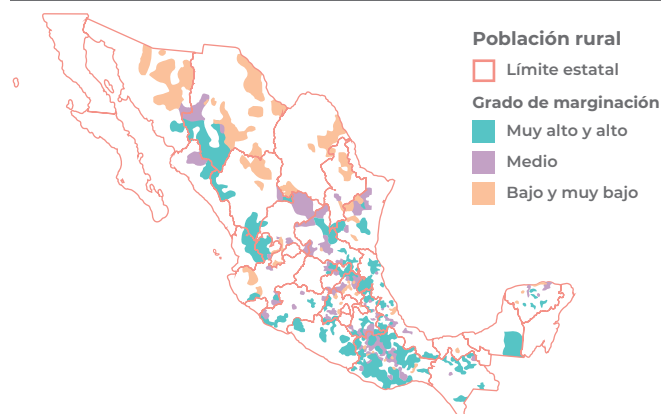 Población rural
Límite estatal
Grado de marginación
Muy alto y alto
Medio
Bajo y muy bajo